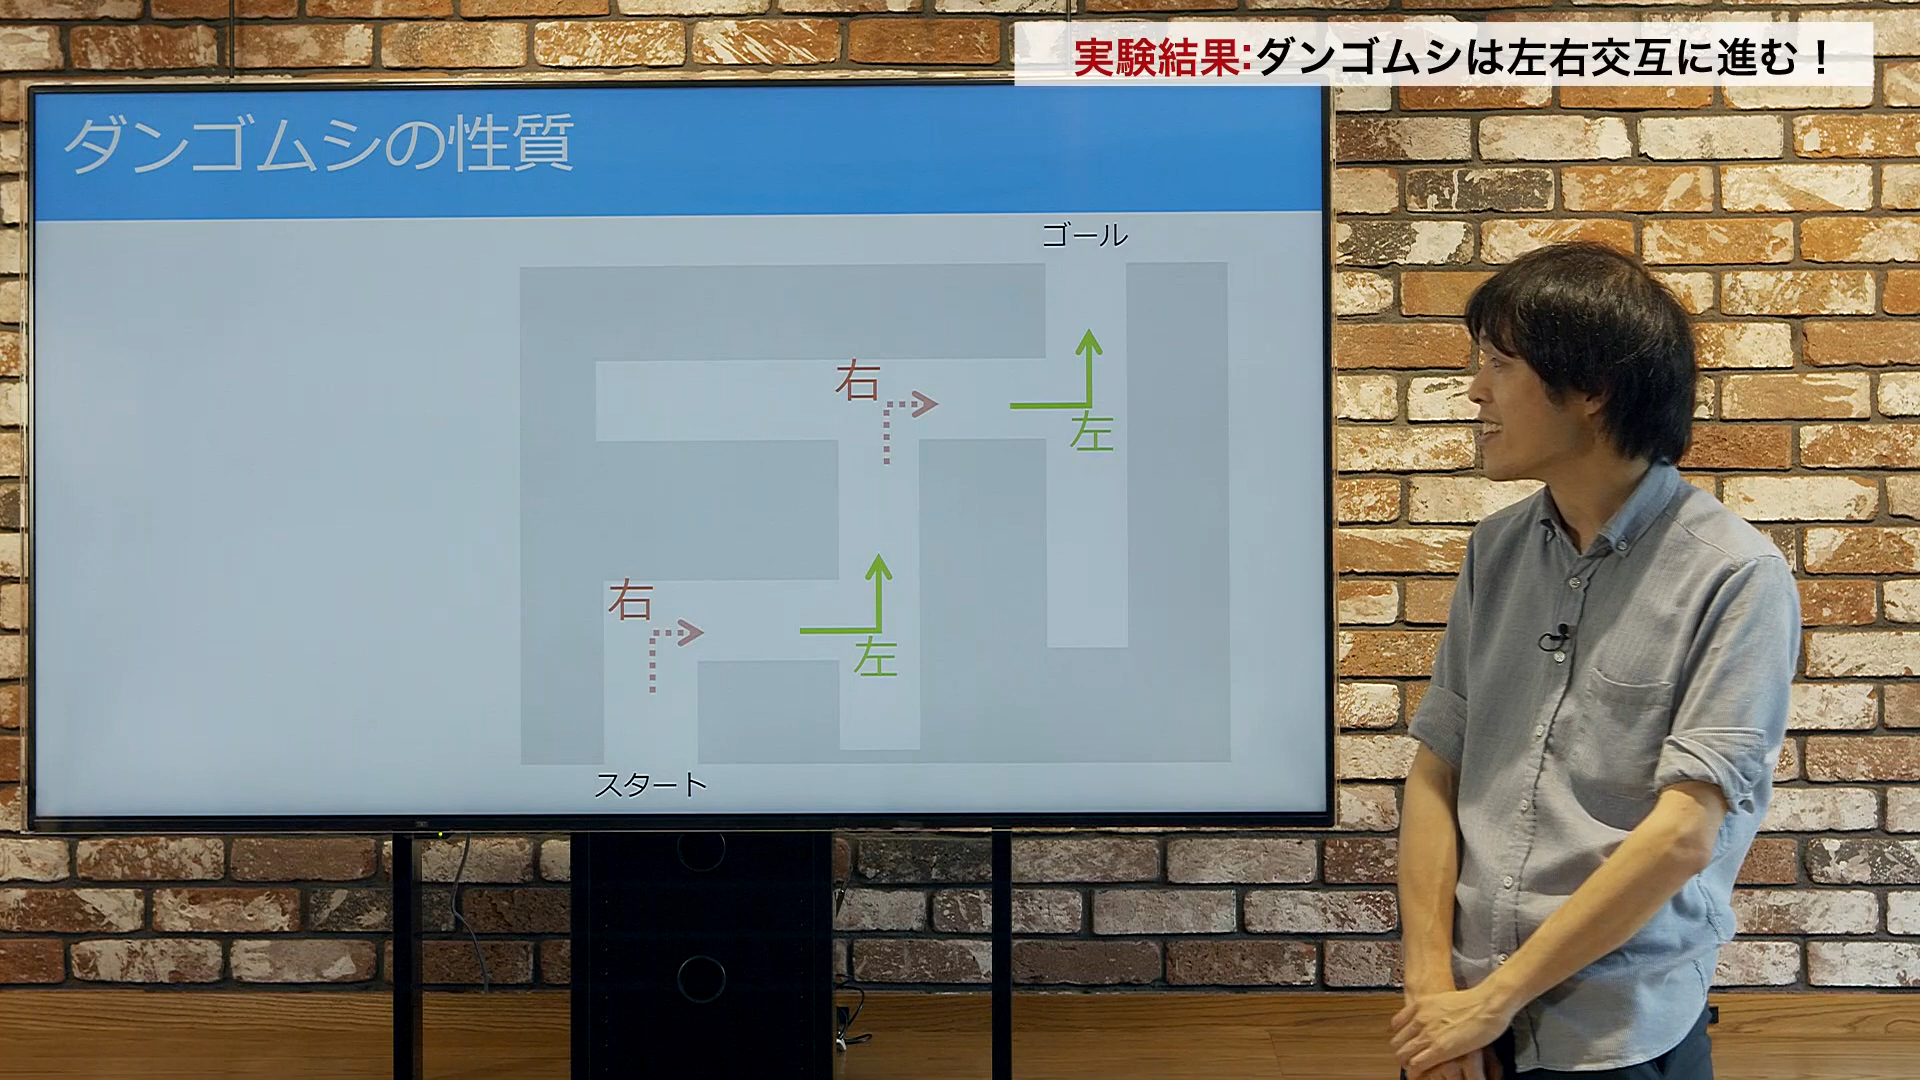 実験結果:ダンゴムシは左右交互に進む！
ダンゴムシの性質
ゴール
右
左
右
左
スタート